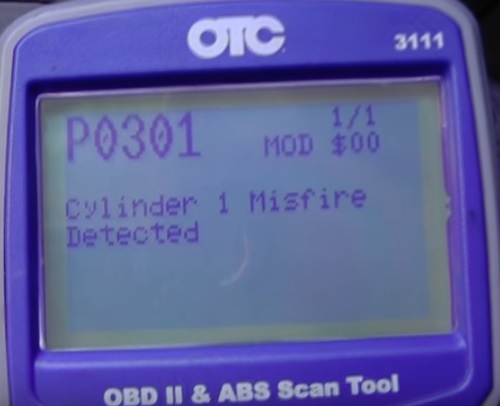 OTC 3111
P0301 1/1
MOD $00
Cylinder 1 Misfire
Detected
OBD II & ABS Scan Tool